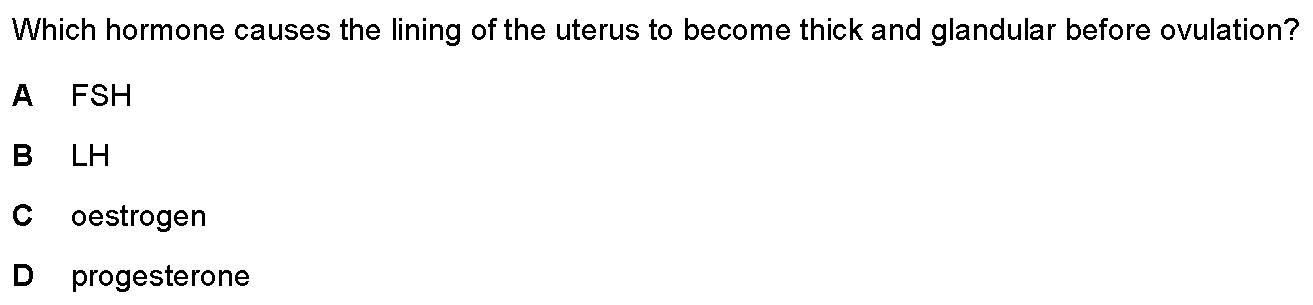 Which hormone causes the lining of the uterus to become thick and glandular before ovulation?
A FSH
B LH
C oestrogen
D progesterone